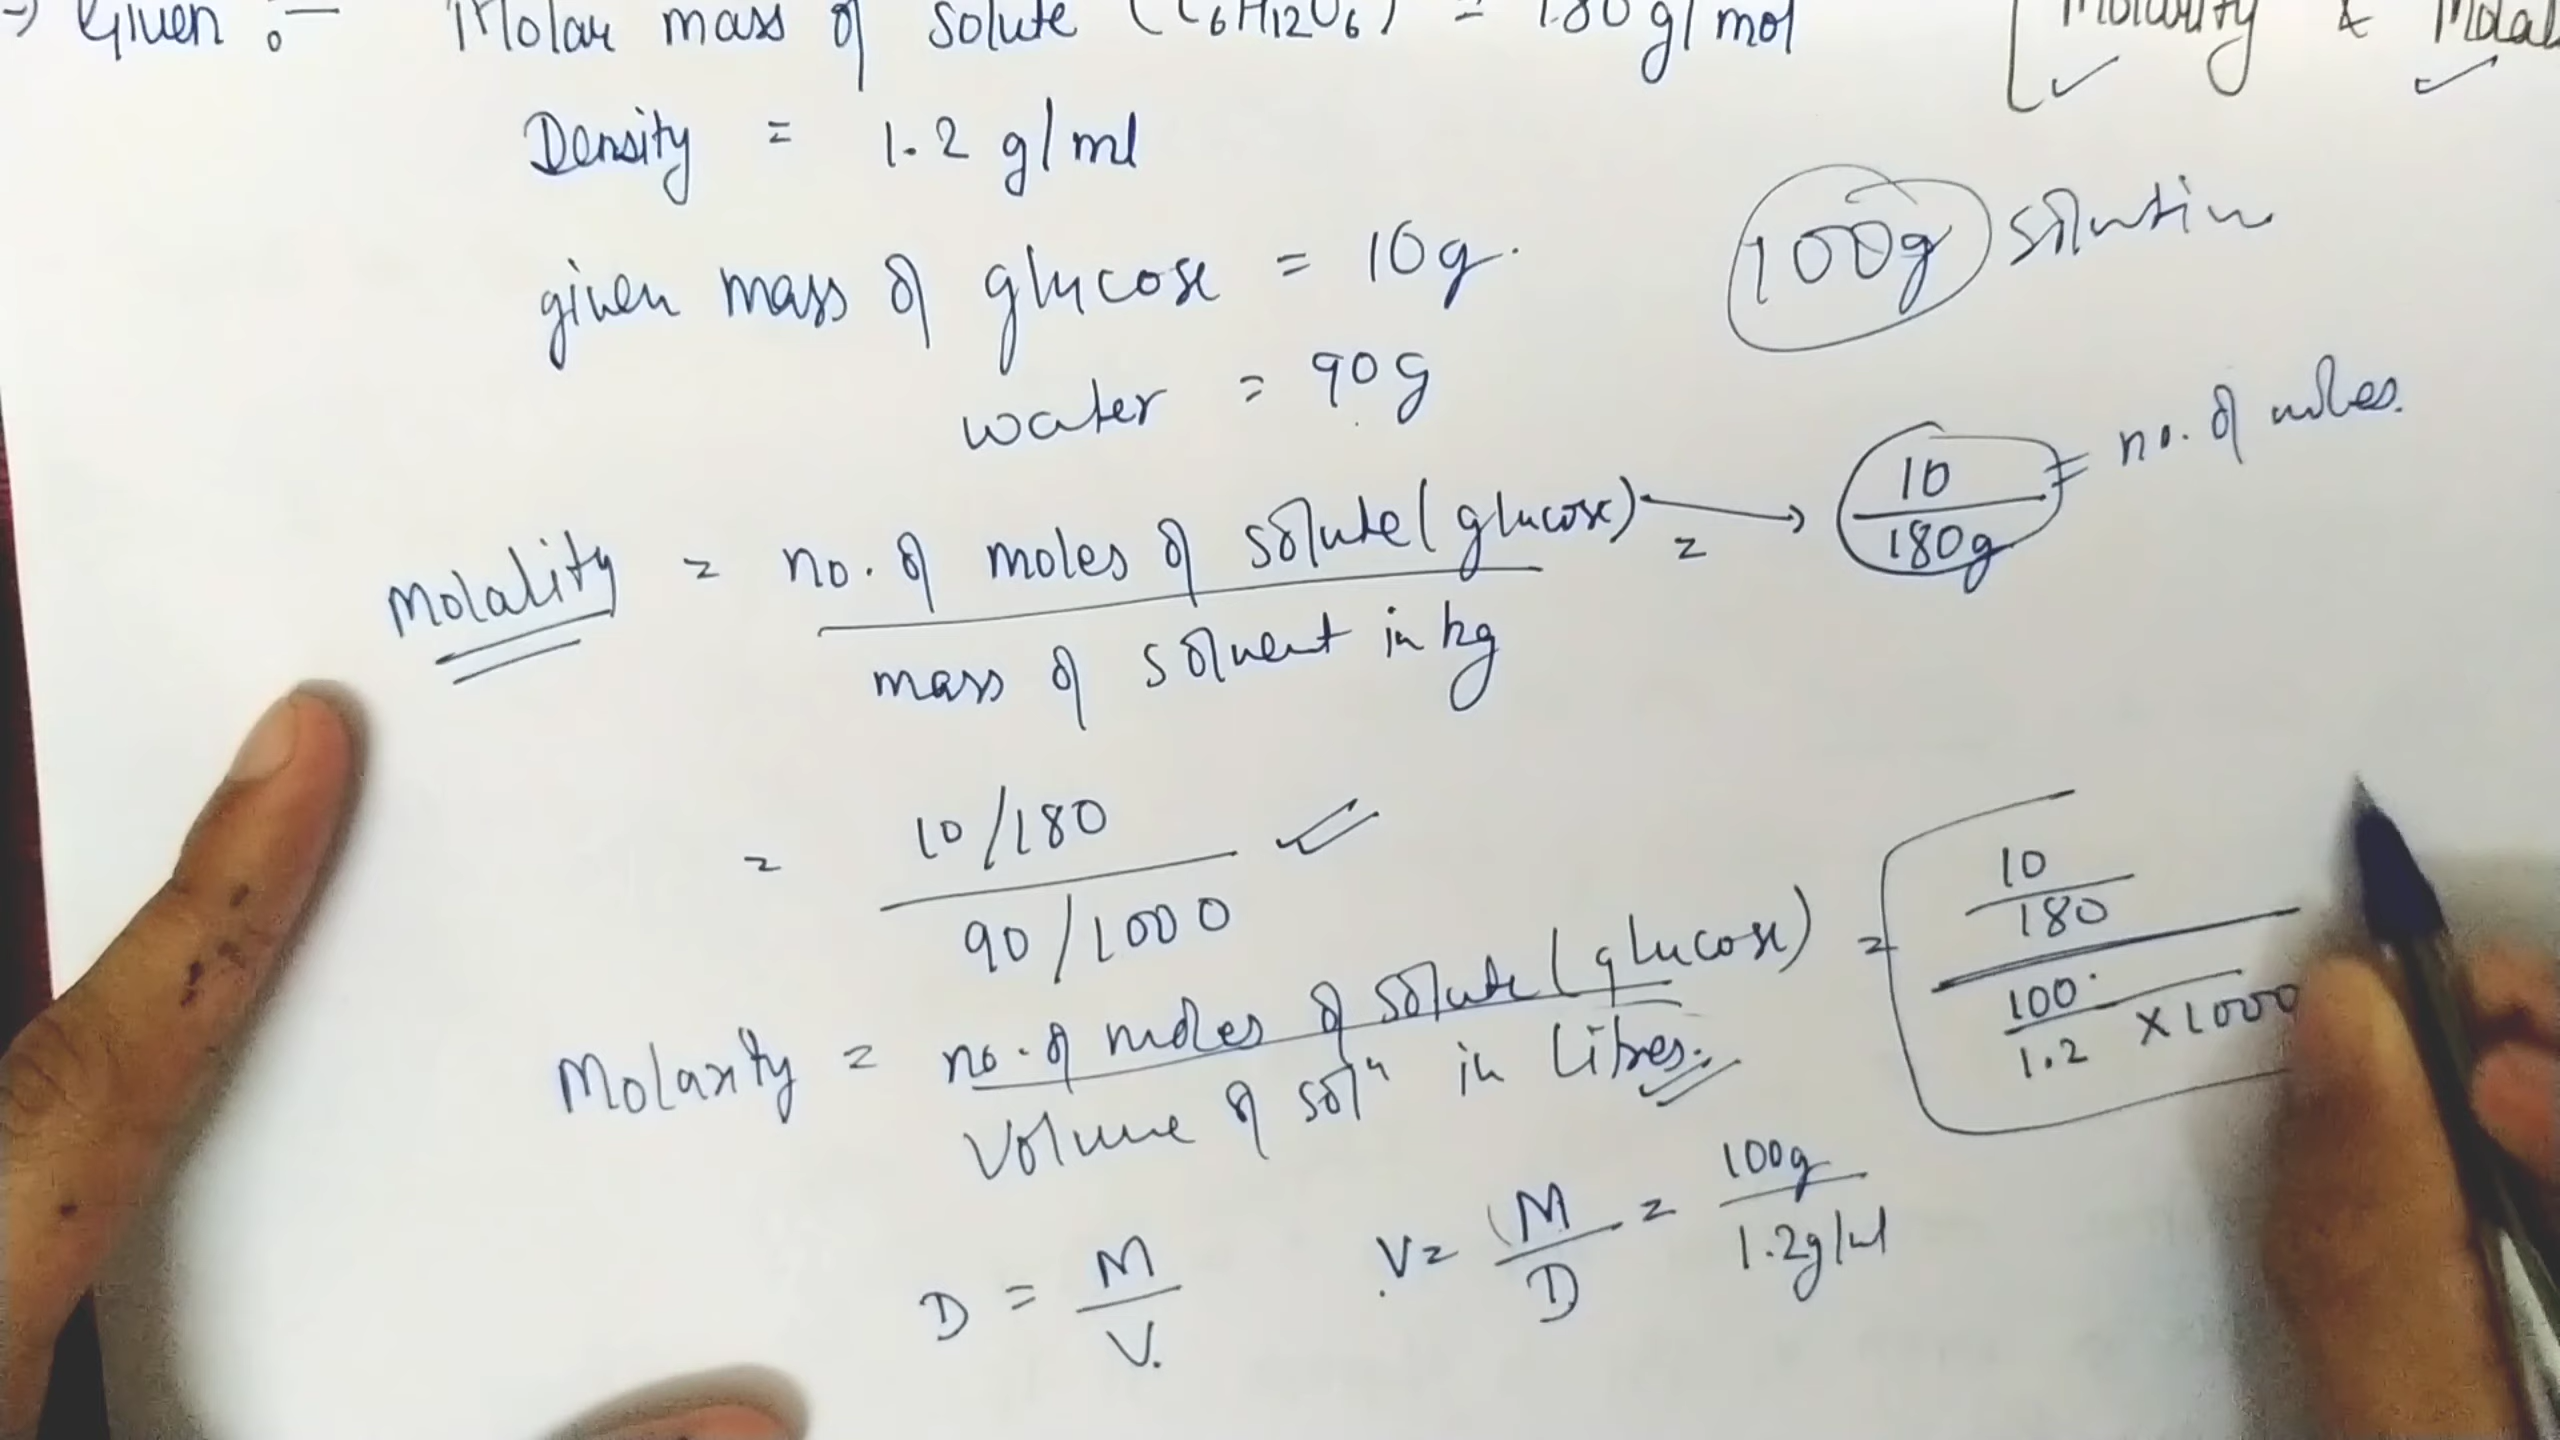 → Given :- Molar mass of solute (C6H12O6) = 180 g/mol [Molarity & Molal
Density = 1.2 g/ml
given mass of glucose = 10g.
100g solution
water = 90g
Molality = no. of moles of solute (glucose) / mass of solvent in kg = → 10/180g = no. of moles.
= 10/180 / 90/1000
Molarity = no. of moles of solute (glucose) / Volume of solⁿ in Litres. = 10/180 / 100/1.2 × 1000
D = M/V. V = M/D = 100g/1.2g/ml